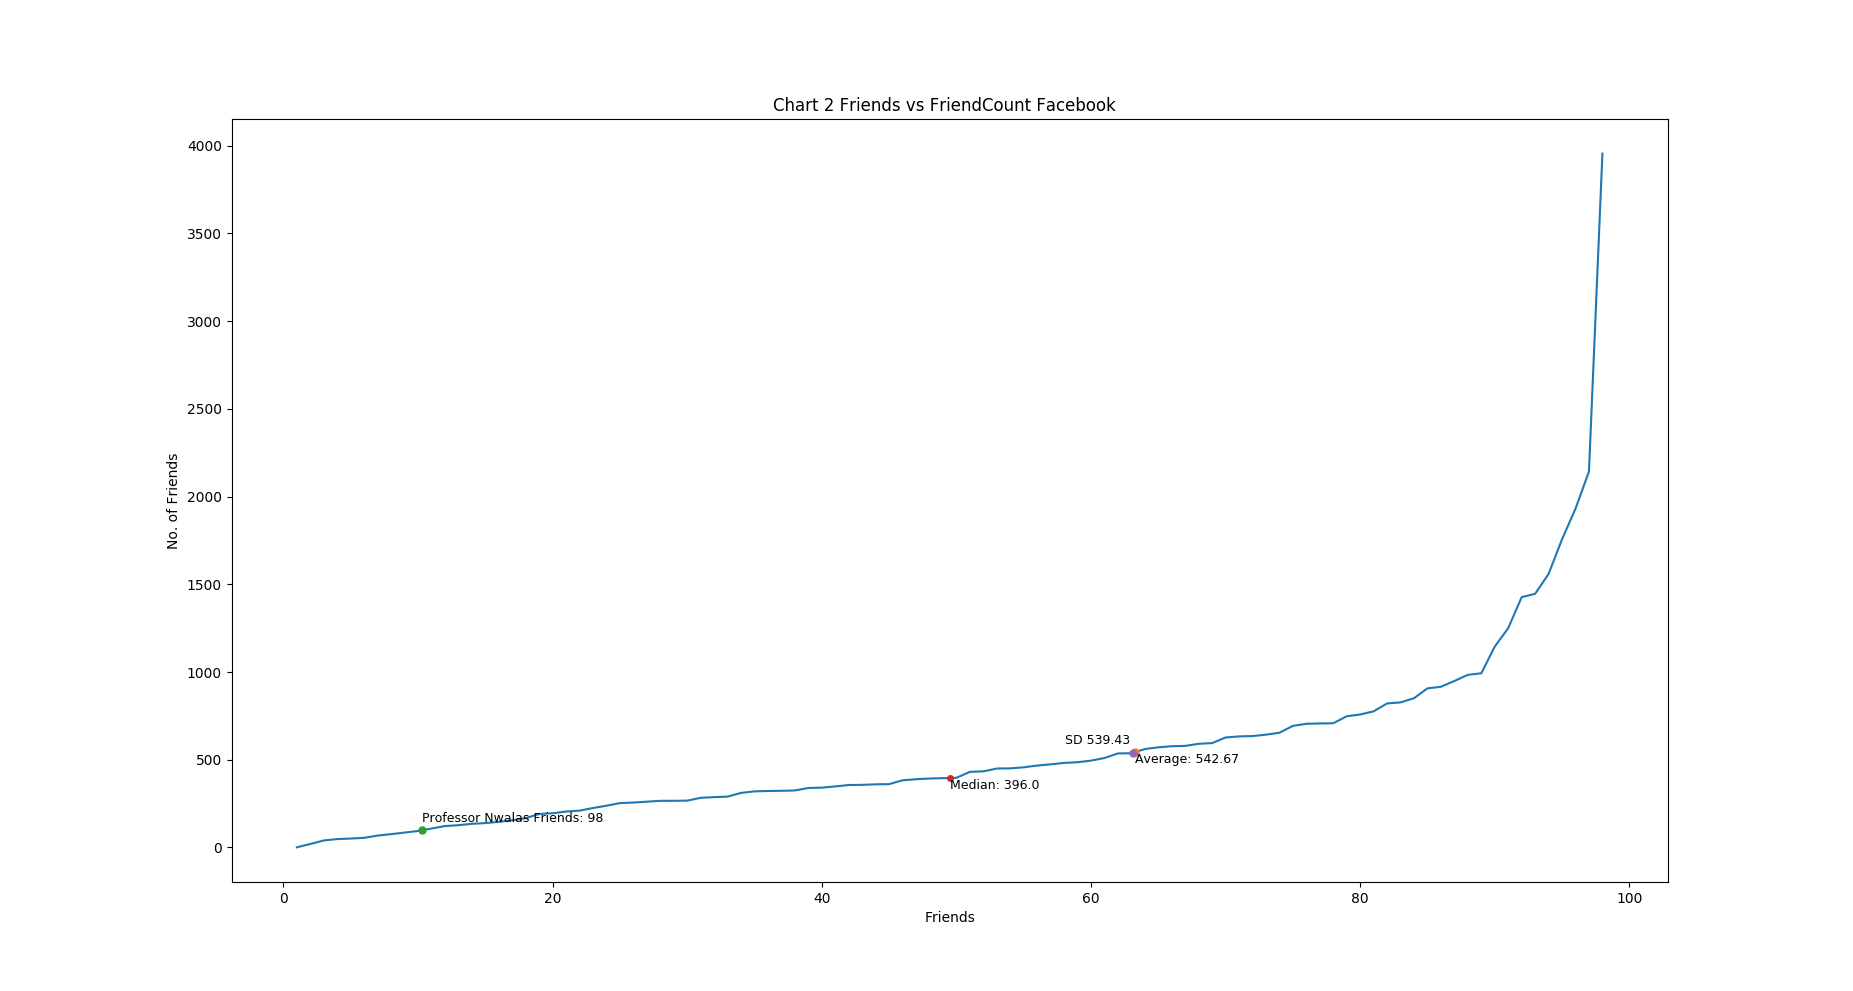 Chart 2 Friends vs FriendCount Facebook
4000
3500
3000
2500
2000
1500
1000
500
0
No. of Friends
SD 539.43
Average: 542.67
Median: 396.0
Professor Nwalas Friends: 98
0 20 40 60 80 100
Friends